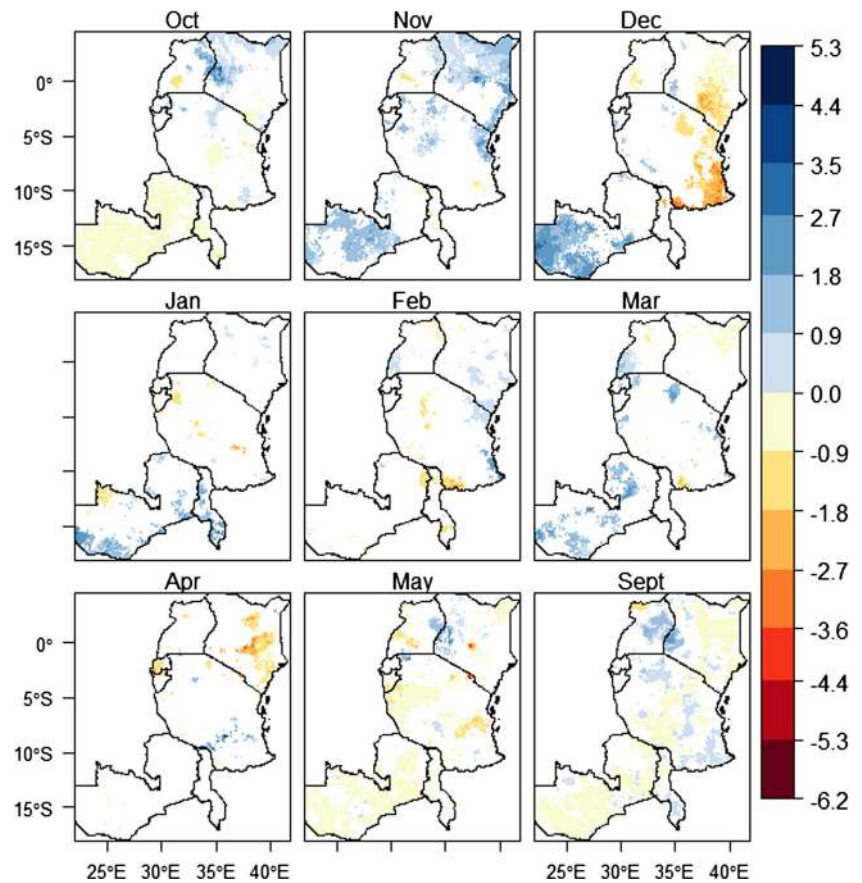 Oct Nov Dec
0°
5°S
10°S
15°S
Jan Feb Mar
Apr May Sept
0°
5°S
10°S
15°S
25°E 30°E 35°E 40°E 25°E 30°E 35°E 40°E
5.3
4.4
3.5
2.7
1.8
0.9
0.0
-0.9
-1.8
-2.7
-3.6
-4.4
-5.3
-6.2